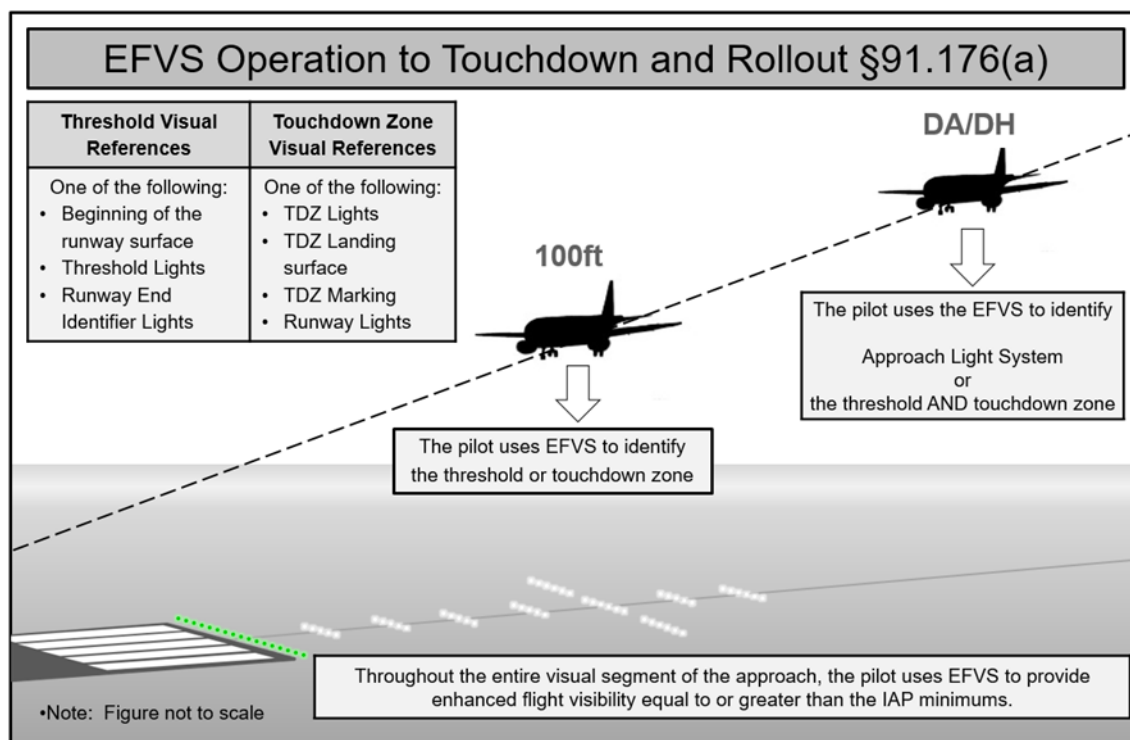 EFVS Operation to Touchdown and Rollout §91.176(a)
Threshold Visual
References
One of the following:
• Beginning of the
runway surface
• Threshold Lights
• Runway End
Identifier Lights
Touchdown Zone
Visual References
One of the following:
• TDZ Lights
• TDZ Landing
surface
• TDZ Marking
• Runway Lights
DA/DH
The pilot uses the EFVS to identify
Approach Light System
or
the threshold AND touchdown zone
100ft
The pilot uses EFVS to identify
the threshold or touchdown zone
Throughout the entire visual segment of the approach, the pilot uses EFVS to provide
enhanced flight visibility equal to or greater than the IAP minimums.
•Note: Figure not to scale